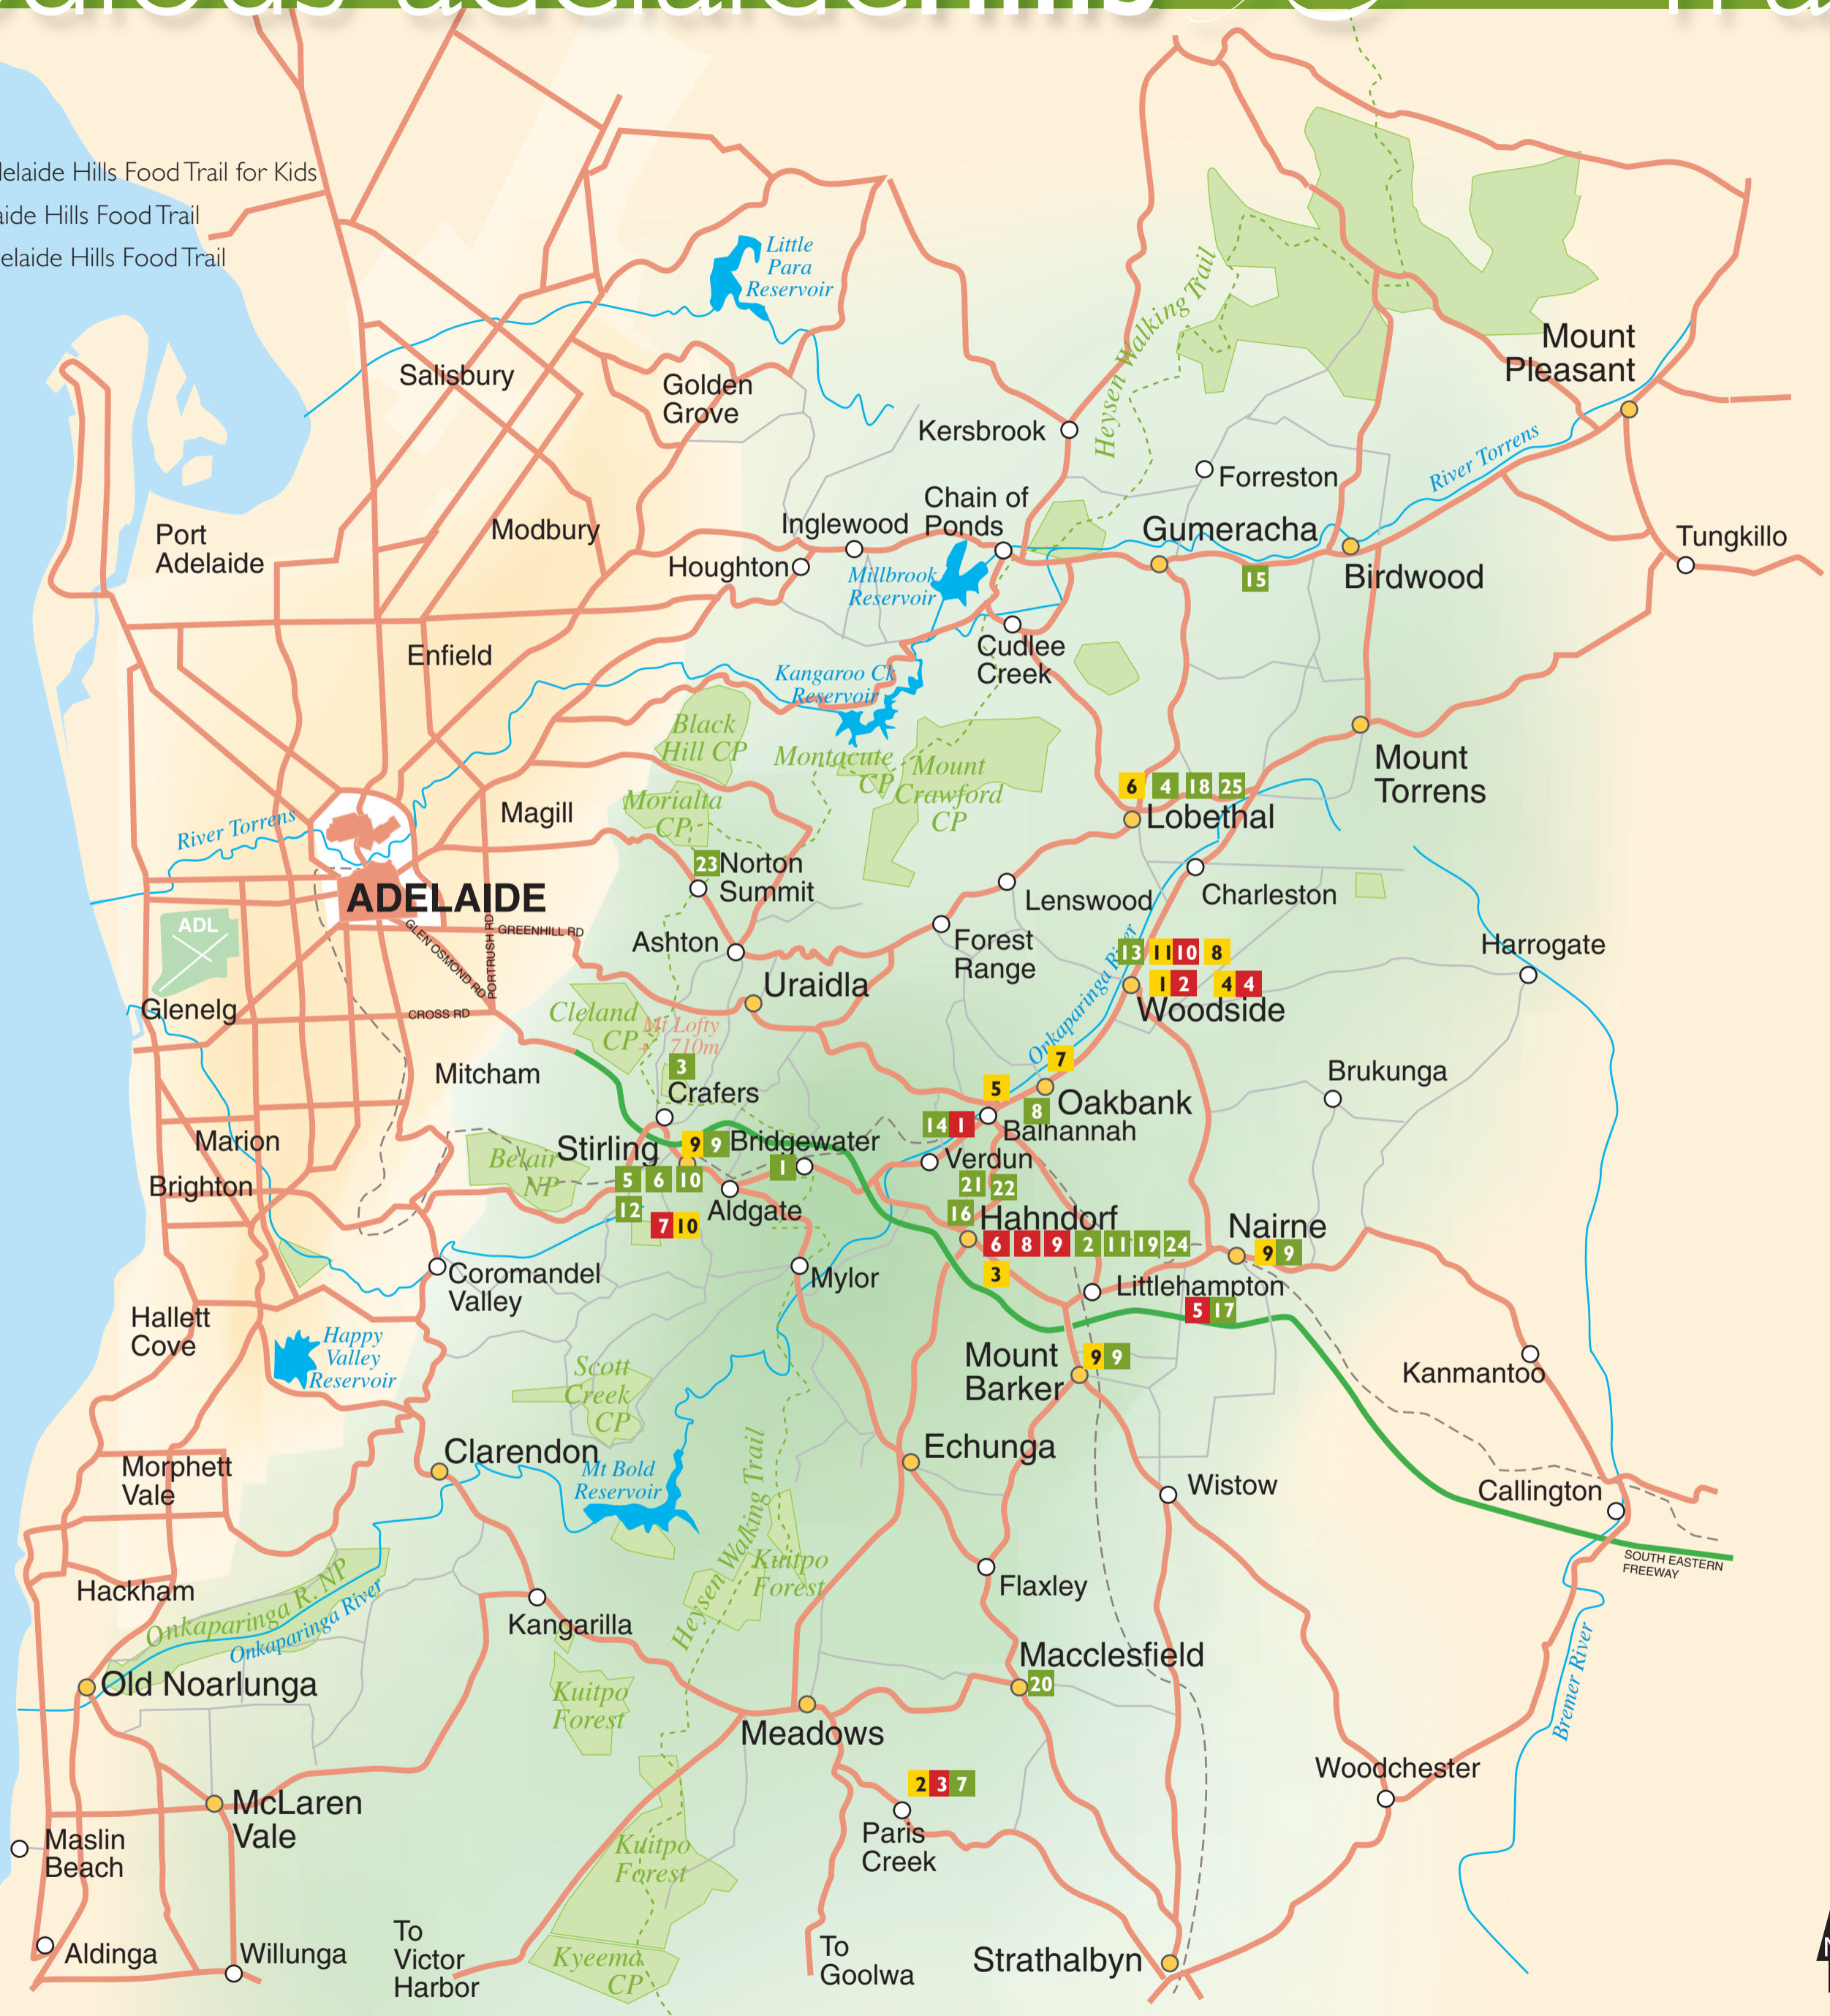 adelaidehills
delaide Hills Food Trail for Kids
aide Hills Food Trail
elaide Hills Food Trail
Little
Para
Reservoir
Heysen Walking Trail
Mount
Pleasant
Salisbury
Golden
Grove
Kersbrook
River Torrens
Forreston
Chain of
Ponds
Inglewood
Gumeracha
Modbury
Port
Adelaide
Houghton
Millbrook
Reservoir
15
Birdwood
Tungkillo
Enfield
Cudlee
Creek
Kangaroo Ck
Reservoir
Black
Hill CP
Montacute
CP
Mount
Crawford
CP
Mount
Torrens
6 4 18 25
Lobethal
Morialta
CP
Magill
River Torrens
23
Norton
Summit
ADELAIDE
Lenswood
Charleston
ADL
GLEN OSMOND RD
PORTRUSH RD
GREENHILL RD
Ashton
Forest
Range
13 11 10 8
1 2 4 4
Woodside
Harrogate
Uraidla
Onkaparinga River
Glenelg
CROSS RD
Cleland
CP
Mt Lofty
710m
3
Crafers
Mitcham
7
5
8
Oakbank
Brukunga
14 1
Balhannah
Marion
Stirling
9 9
Bridgewater
1
Verdun
Belair
NP
5 6 10
12
7 10
Aldgate
21 22
16
Brighton
Hahndorf
6 8 9 2 11 19 24
3
Nairne
9 9
Coromandel
Valley
Mylor
Littlehampton
5 17
Hallett
Cove
Happy
Valley
Reservoir
Mount
Barker
9 9
Scott
Creek
CP
Kanmantoo
Clarendon
Mt Bold
Reservoir
Echunga
Morphett
Vale
Wistow
Callington
Heysen Walking Trail
Kuitpo
Forest
SOUTH EASTERN
FREEWAY
Hackham
Onkaparinga R. NP
Onkaparinga River
Kangarilla
Flaxley
Bremer River
Old Noarlunga
Kuitpo
Forest
Macclesfield
20
Meadows
Woodchester
2 3 7
Paris
Creek
McLaren
Vale
Maslin
Beach
Kuitpo
Forest
Aldinga
Willunga
To
Victor
Harbor
Kyeema
CP
To
Goolwa
Strathalbyn